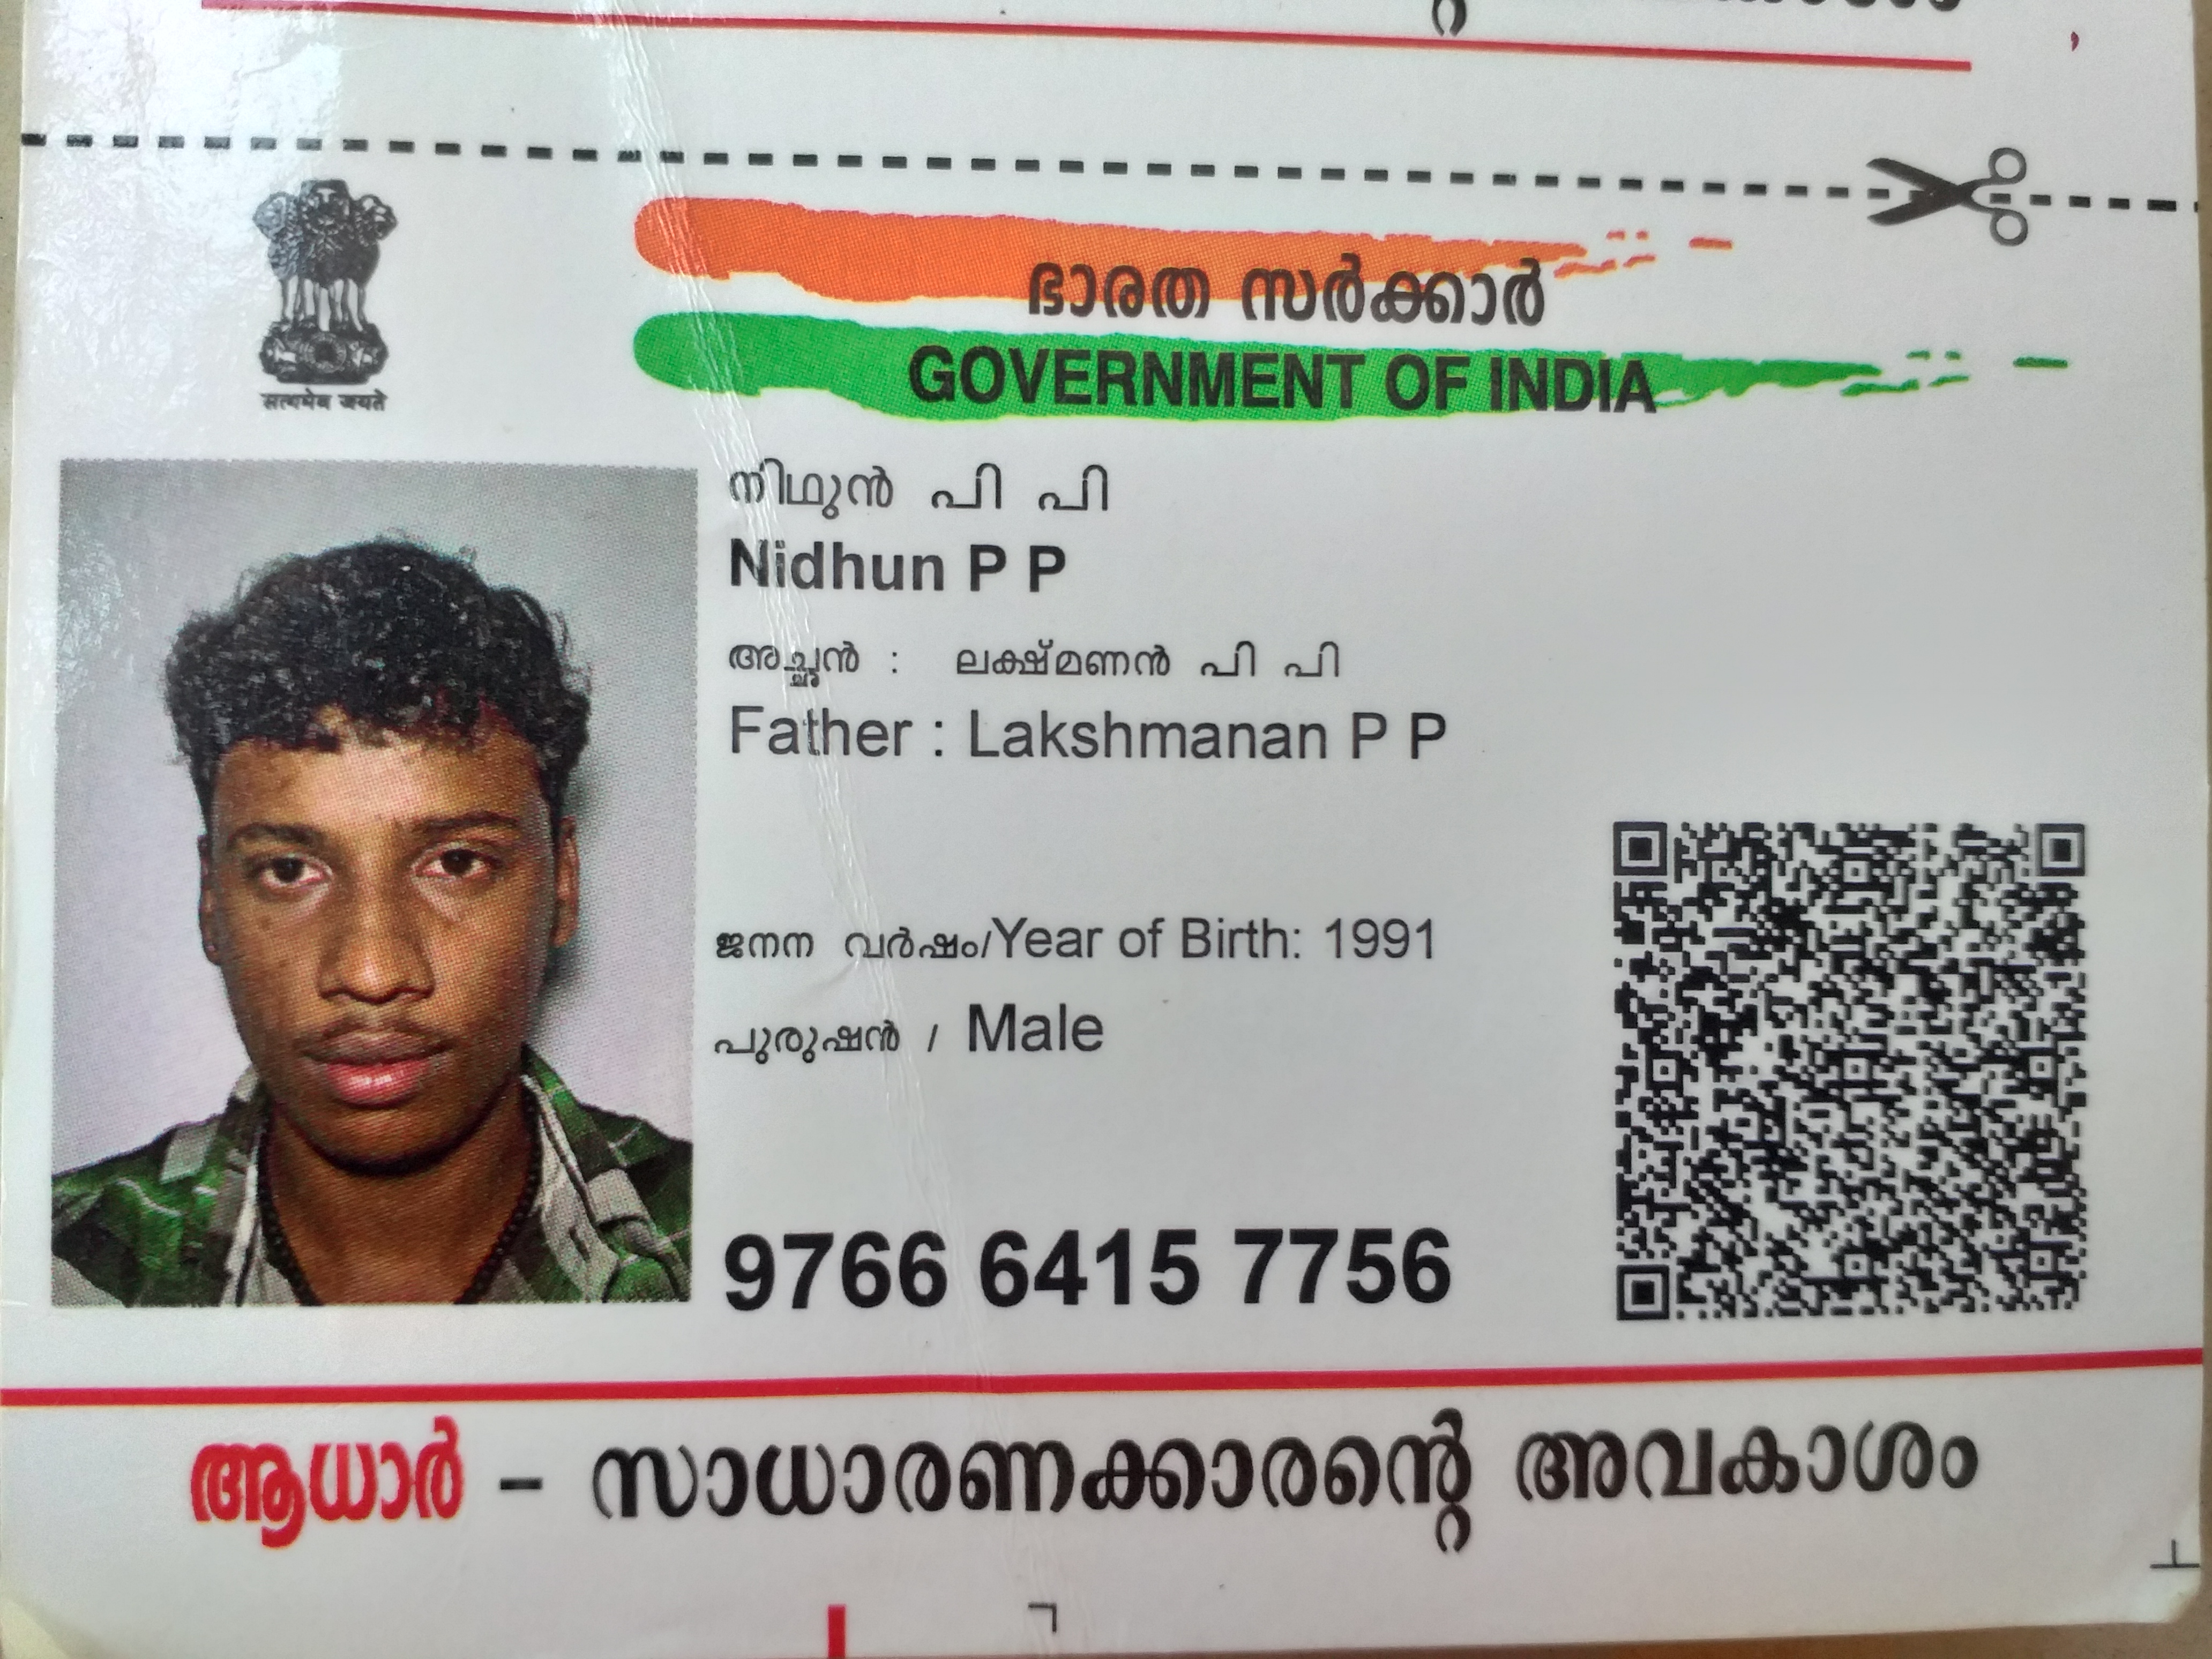 ഭാരത സർക്കാർ
GOVERNMENT OF INDIA
सत्यमेव जयते
നിഥുൻ പി പി
Nidhun P P
അച്ഛൻ : ലക്ഷ്മണൻ പി പി
Father : Lakshmanan P P
ജനന വർഷം/Year of Birth: 1991
പുരുഷൻ / Male
9766 6415 7756
ആധാർ - സാധാരണക്കാരന്റെ അവകാശം